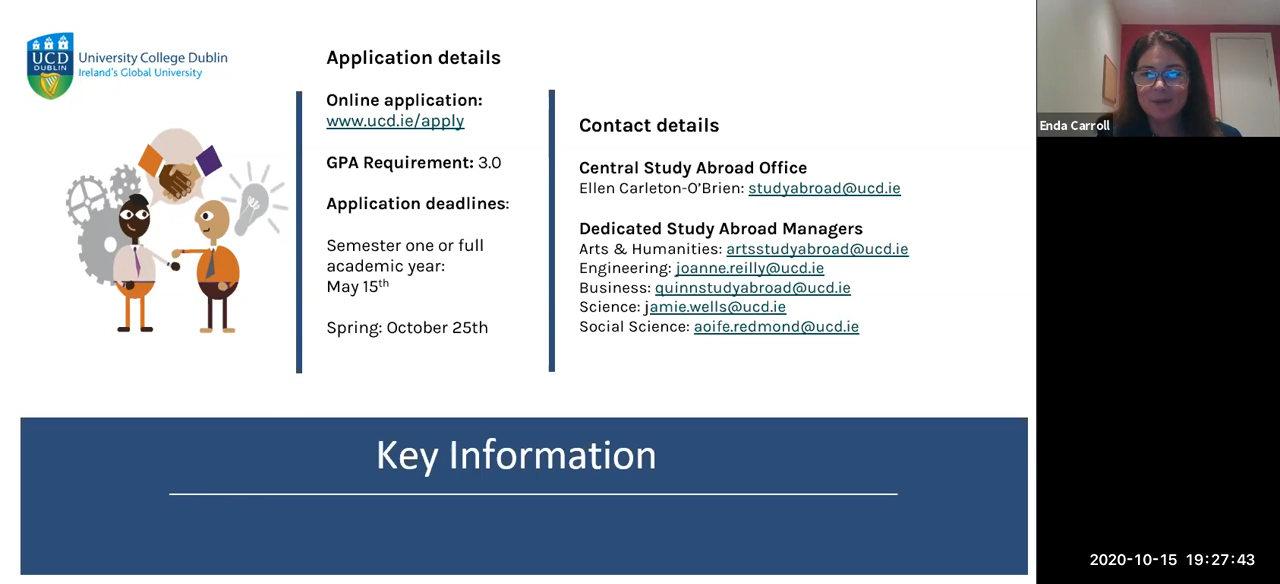 UCD
DUBLIN
University College Dublin
Ireland's Global University
Application details
Online application:
www.ucd.ie/apply
GPA Requirement: 3.0
Application deadlines:
Semester one or full
academic year:
May 15th
Spring: October 25th
Contact details
Central Study Abroad Office
Ellen Carleton-O’Brien: studyabroad@ucd.ie
Dedicated Study Abroad Managers
Arts & Humanities: artsstudyabroad@ucd.ie
Engineering: joanne.reilly@ucd.ie
Business: quinnstudyabroad@ucd.ie
Science: jamie.wells@ucd.ie
Social Science: aoife.redmond@ucd.ie
Key Information
Enda Carroll
2020-10-15 19:27:43